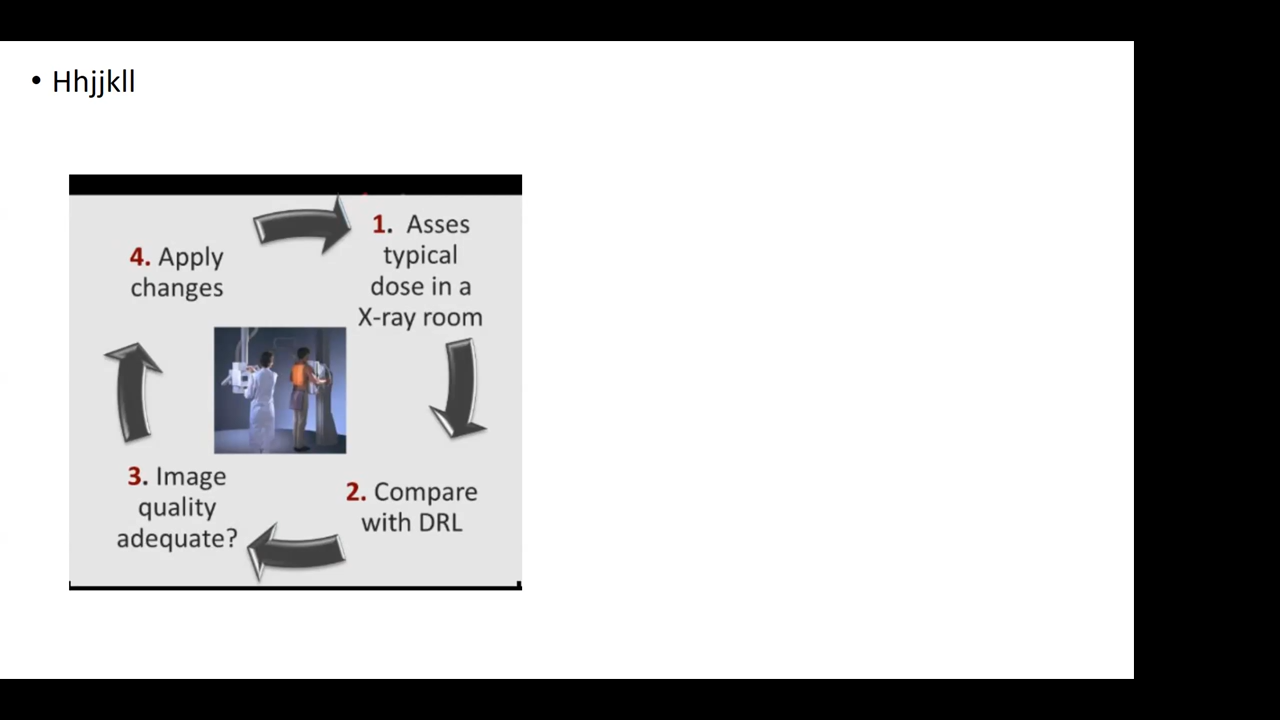 • Hhjjkll
1. Asses
typical
dose in a
X-ray room
2. Compare
with DRL
3. Image
quality
adequate?
4. Apply
changes